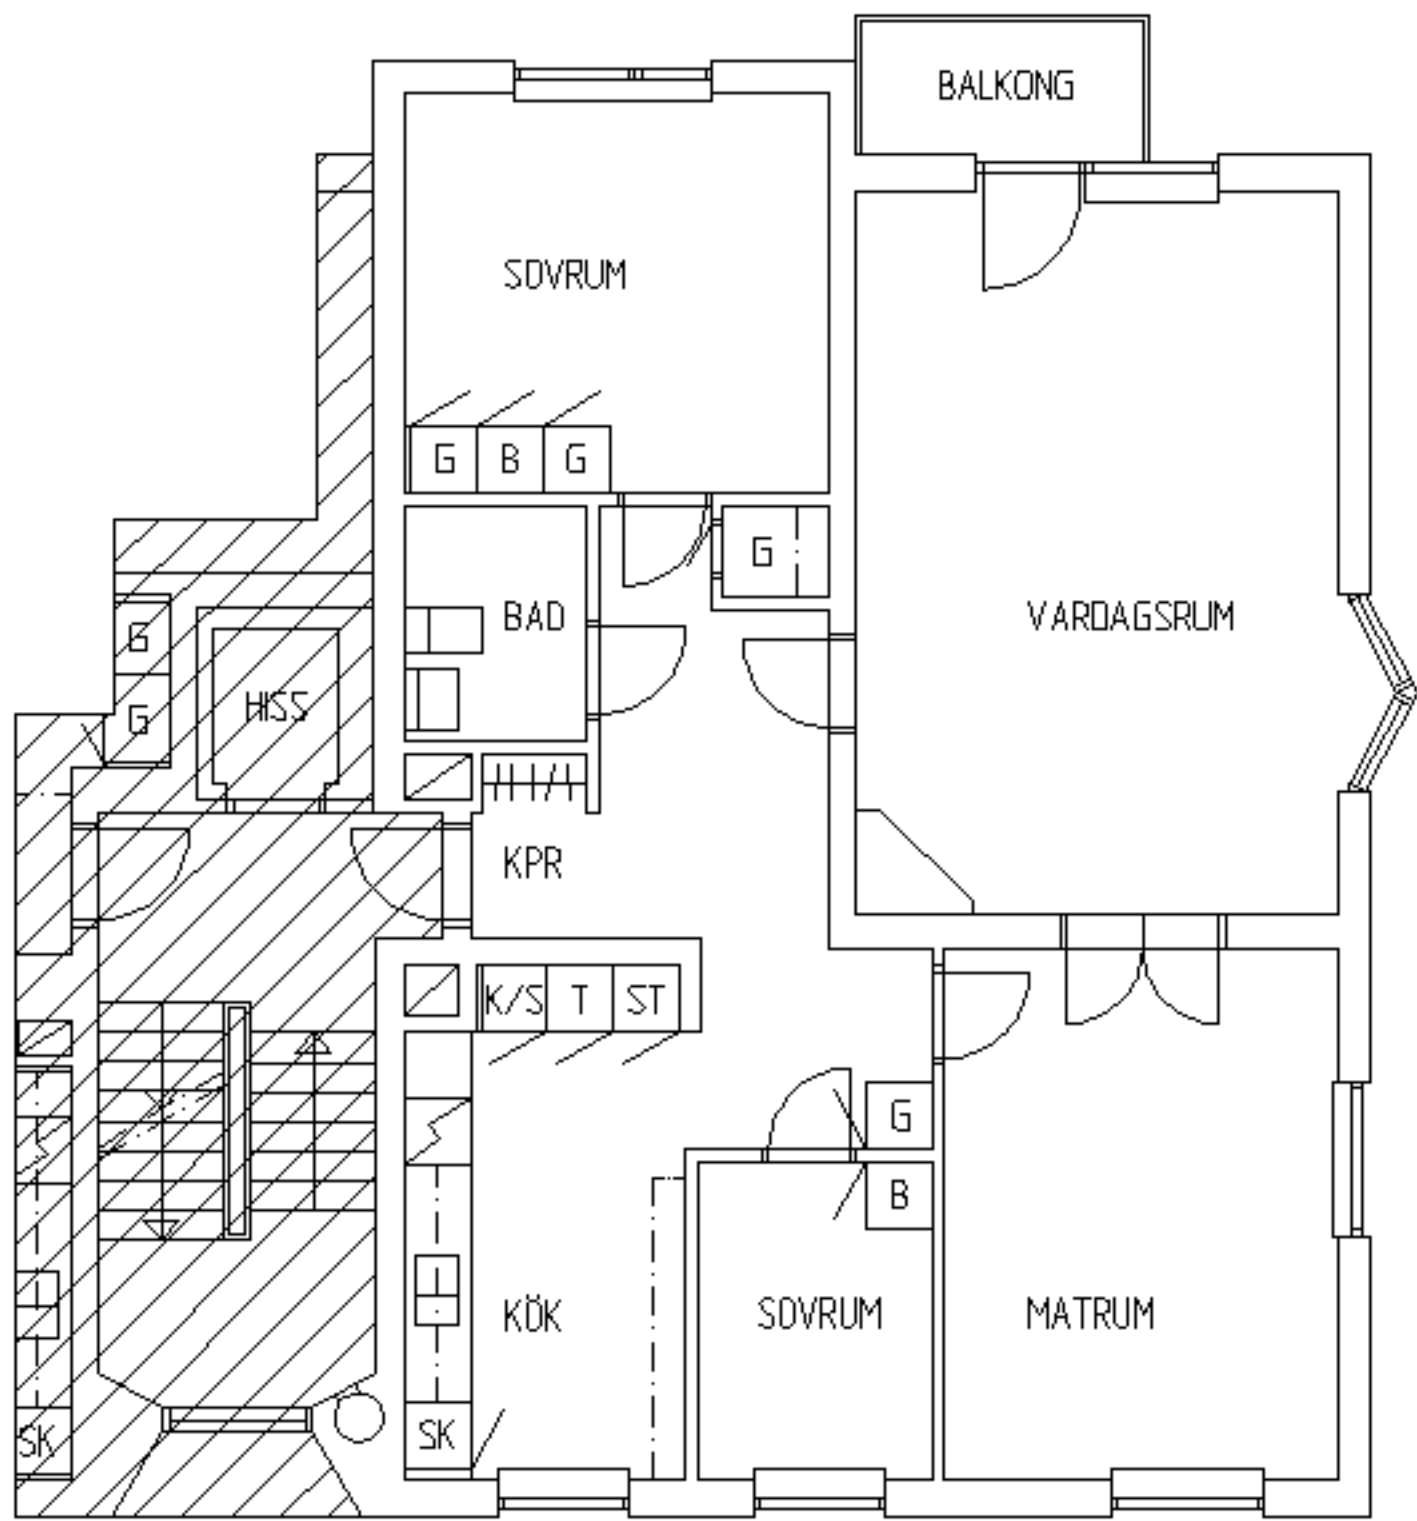 BALKONG
SOVRUM
G B G
G
BAD
VARDAGSRUM
G
G
HISS
KPR
K/S T ST
G
B
KÖK
SOVRUM
MATRUM
SK
SK